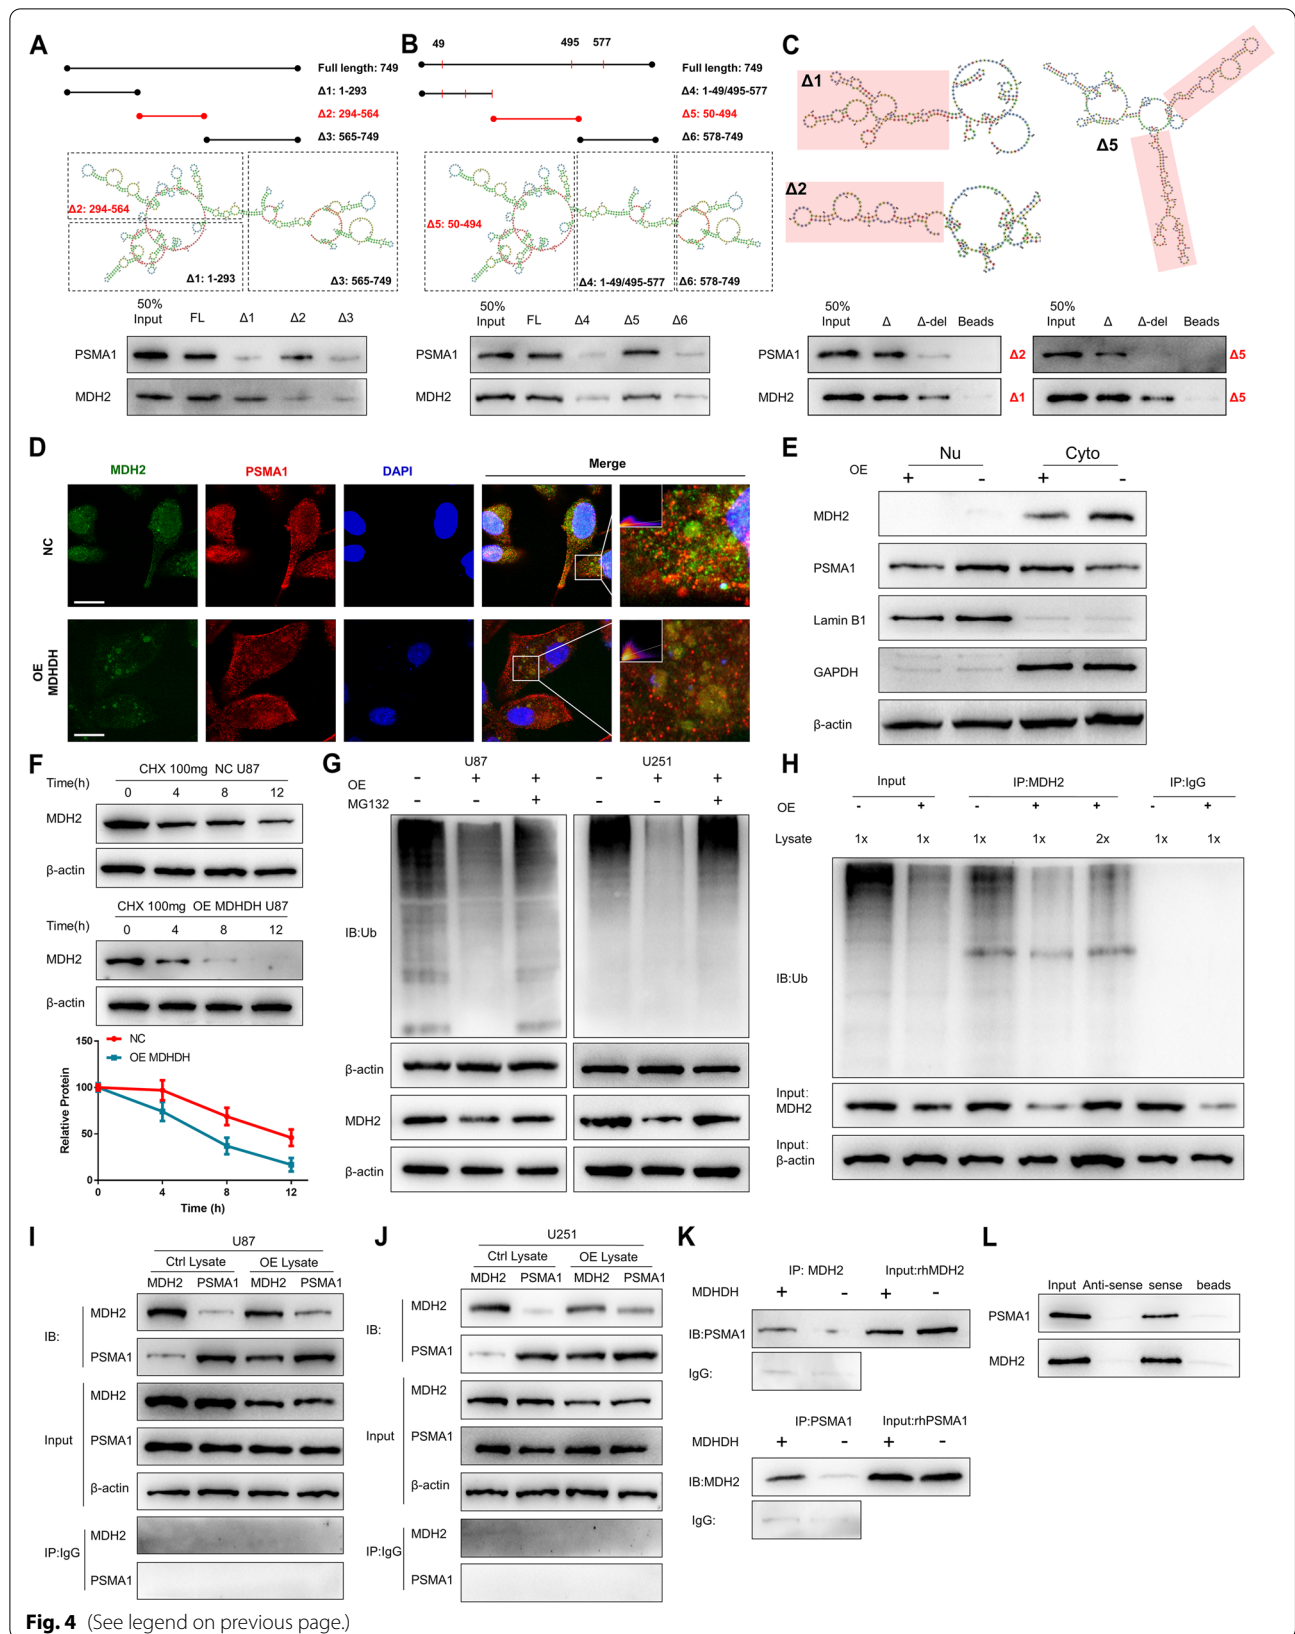 A
Full length: 749
Δ1: 1-293
Δ2: 294-564
Δ3: 565-749
Δ2: 294-564
Δ1: 1-293
Δ3: 565-749
50%
Input FL Δ1 Δ2 Δ3
PSMA1
MDH2
B
49 495 577
Full length: 749
Δ4: 1-49/495-577
Δ5: 50-494
Δ6: 578-749
Δ5: 50-494
Δ4: 1-49/495-577
Δ6: 578-749
50%
Input FL Δ4 Δ5 Δ6
PSMA1
MDH2
C
Δ1
Δ5
Δ2
50%
Input Δ Δ-del Beads
50%
Input Δ Δ-del Beads
PSMA1 Δ2 Δ5
MDH2 Δ1 Δ5
D
MDH2 PSMA1 DAPI Merge
NC
OE
MDHDH
E
Nu Cyto
OE + - + -
MDH2
PSMA1
Lamin B1
GAPDH
β-actin
F
CHX 100mg NC U87
Time(h) 0 4 8 12
MDH2
β-actin
CHX 100mg OE MDHDH U87
Time(h) 0 4 8 12
MDH2
β-actin
NC
OE MDHDH
Relative Protein
150
100
50
0
0 4 8 12
Time (h)
G
U87 U251
OE - + + - + +
MG132 - - + - - +
IB:Ub
β-actin
MDH2
β-actin
H
Input IP:MDH2 IP:IgG
OE - + - + + - +
Lysate 1x 1x 1x 1x 2x 1x 1x
IB:Ub
Input:
MDH2
Input:
β-actin
I
U87
Ctrl Lysate OE Lysate
MDH2 PSMA1 MDH2 PSMA1
IB:
MDH2
PSMA1
Input
MDH2
PSMA1
β-actin
IP:IgG
MDH2
PSMA1
J
U251
Ctrl Lysate OE Lysate
MDH2 PSMA1 MDH2 PSMA1
IB:
MDH2
PSMA1
Input
MDH2
PSMA1
β-actin
IP:IgG
MDH2
PSMA1
K
IP: MDH2 Input:rhMDH2
MDHDH + - + -
IB:PSMA1
IgG:
IP:PSMA1 Input:rhPSMA1
MDHDH + - + -
IB:MDH2
IgG:
L
Input Anti-sense sense beads
PSMA1
MDH2
Fig. 4 (See legend on previous page.)